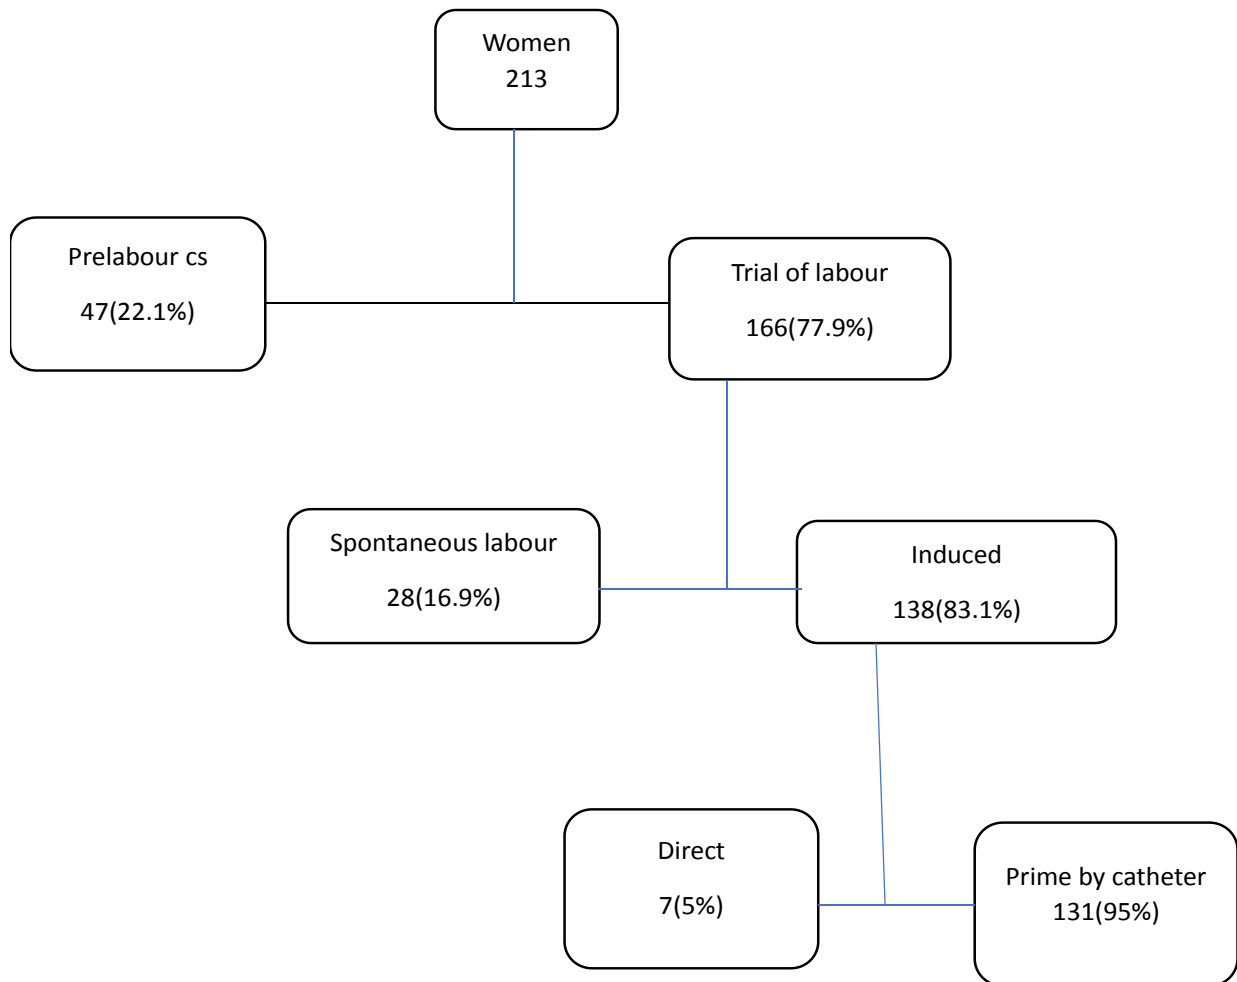 Women
213
Prelabour cs
47(22.1%)
Trial of labour
166(77.9%)
Spontaneous labour
28(16.9%)
Induced
138(83.1%)
Direct
7(5%)
Prime by catheter
131(95%)